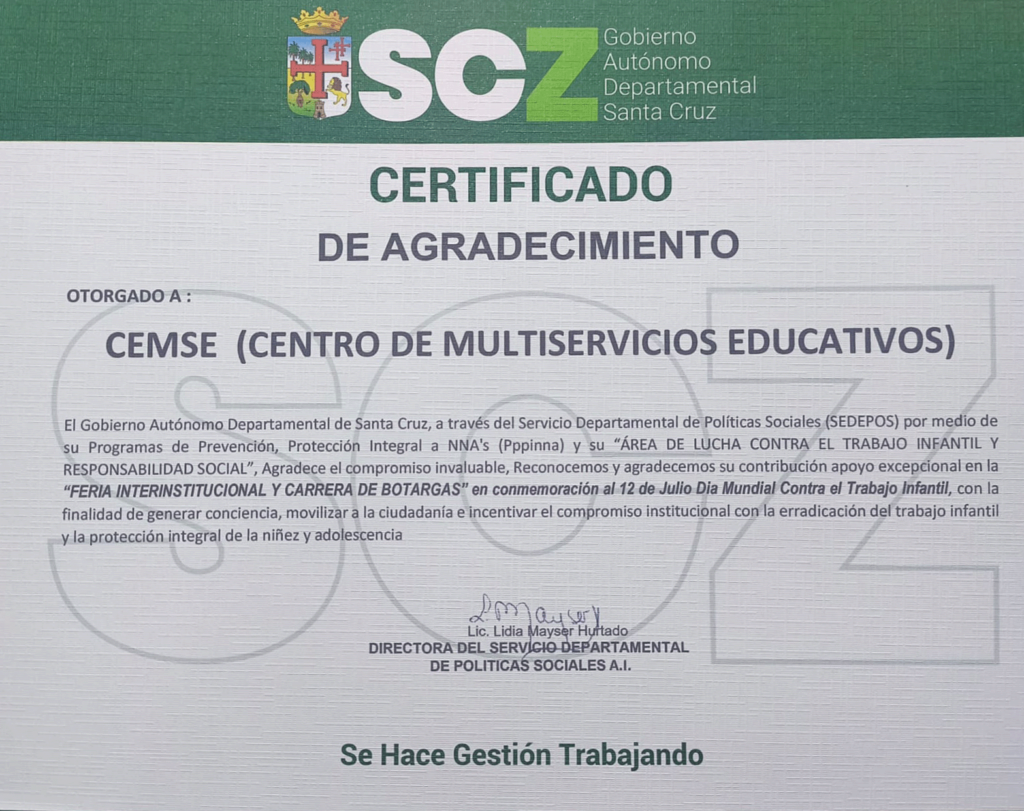 SCZ
Gobierno
Autónomo
Departamental
Santa Cruz
CERTIFICADO
DE AGRADECIMIENTO
OTORGADO A :
CEMSE (CENTRO DE MULTISERVICIOS EDUCATIVOS)
El Gobierno Autónomo Departamental de Santa Cruz, a través del Servicio Departamental de Políticas Sociales (SEDEPOS) por medio de
su Programas de Prevención, Protección Integral a NNA's (Pppinna) y su “ÁREA DE LUCHA CONTRA EL TRABAJO INFANTIL Y
RESPONSABILIDAD SOCIAL”, Agradece el compromiso invaluable, Reconocemos y agradecemos su contribución apoyo excepcional en la
“FERIA INTERINSTITUCIONAL Y CARRERA DE BOTARGAS” en conmemoración al 12 de Julio Dia Mundial Contra el Trabajo Infantil, con la
finalidad de generar conciencia, movilizar a la ciudadanía e incentivar el compromiso institucional con la erradicación del trabajo infantil
y la protección integral de la niñez y adolescencia
SCZ
L Mayser
Lic. Lidia Mayser Hurtado
DIRECTORA DEL SERVICIO DEPARTAMENTAL
DE POLITICAS SOCIALES A.I.
Se Hace Gestión Trabajando